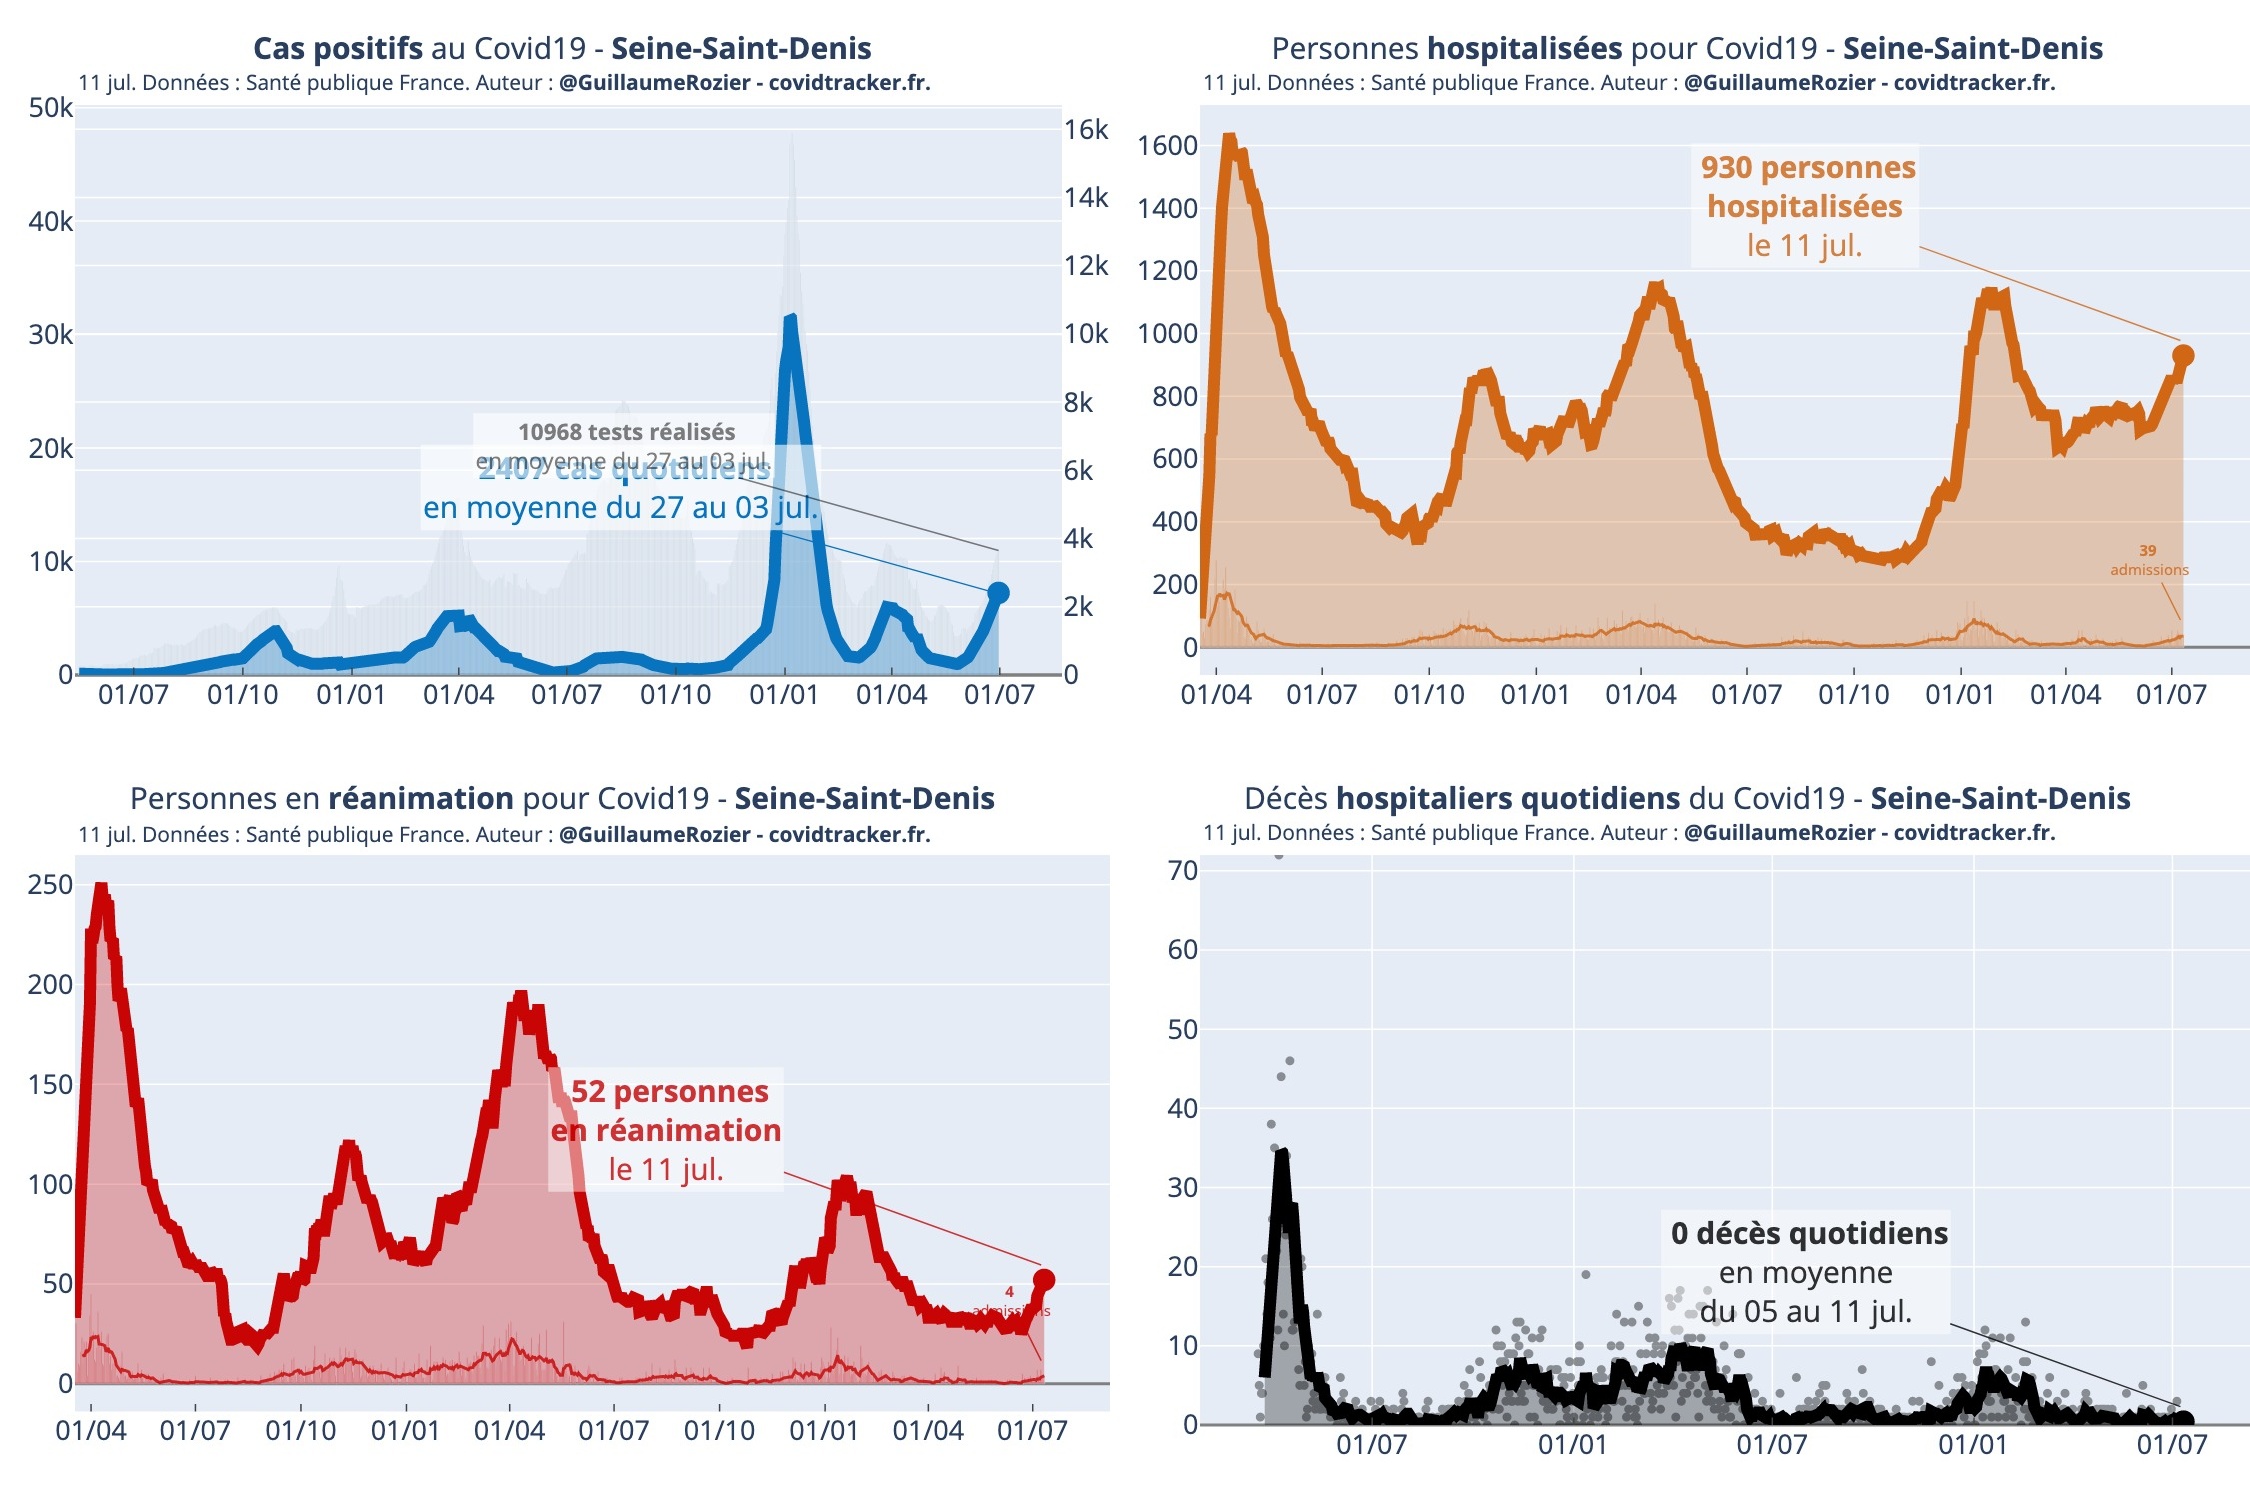 Cas positifs au Covid19 - Seine-Saint-Denis
11 jul. Données : Santé publique France. Auteur : @GuillaumeRozier - covidtracker.fr.
50k
40k
30k
20k
10k
0
16k
14k
12k
10k
8k
6k
4k
2k
0
10968 tests réalisés
en moyenne du 27 au 03 jul.
2407 cas quotidiens
en moyenne du 27 au 03 jul.
01/07 01/10 01/01 01/04 01/07 01/10 01/01 01/04 01/07
Personnes hospitalisées pour Covid19 - Seine-Saint-Denis
11 jul. Données : Santé publique France. Auteur : @GuillaumeRozier - covidtracker.fr.
1600
1400
1200
1000
800
600
400
200
0
930 personnes
hospitalisées
le 11 jul.
39
admissions
01/04 01/07 01/10 01/01 01/04 01/07 01/10 01/01 01/04 01/07
Personnes en réanimation pour Covid19 - Seine-Saint-Denis
11 jul. Données : Santé publique France. Auteur : @GuillaumeRozier - covidtracker.fr.
250
200
150
100
50
0
52 personnes
en réanimation
le 11 jul.
4
admissions
01/04 01/07 01/10 01/01 01/04 01/07 01/10 01/01 01/04 01/07
Décès hospitaliers quotidiens du Covid19 - Seine-Saint-Denis
11 jul. Données : Santé publique France. Auteur : @GuillaumeRozier - covidtracker.fr.
70
60
50
40
30
20
10
0
0 décès quotidiens
en moyenne
du 05 au 11 jul.
01/07 01/01 01/07 01/01 01/07